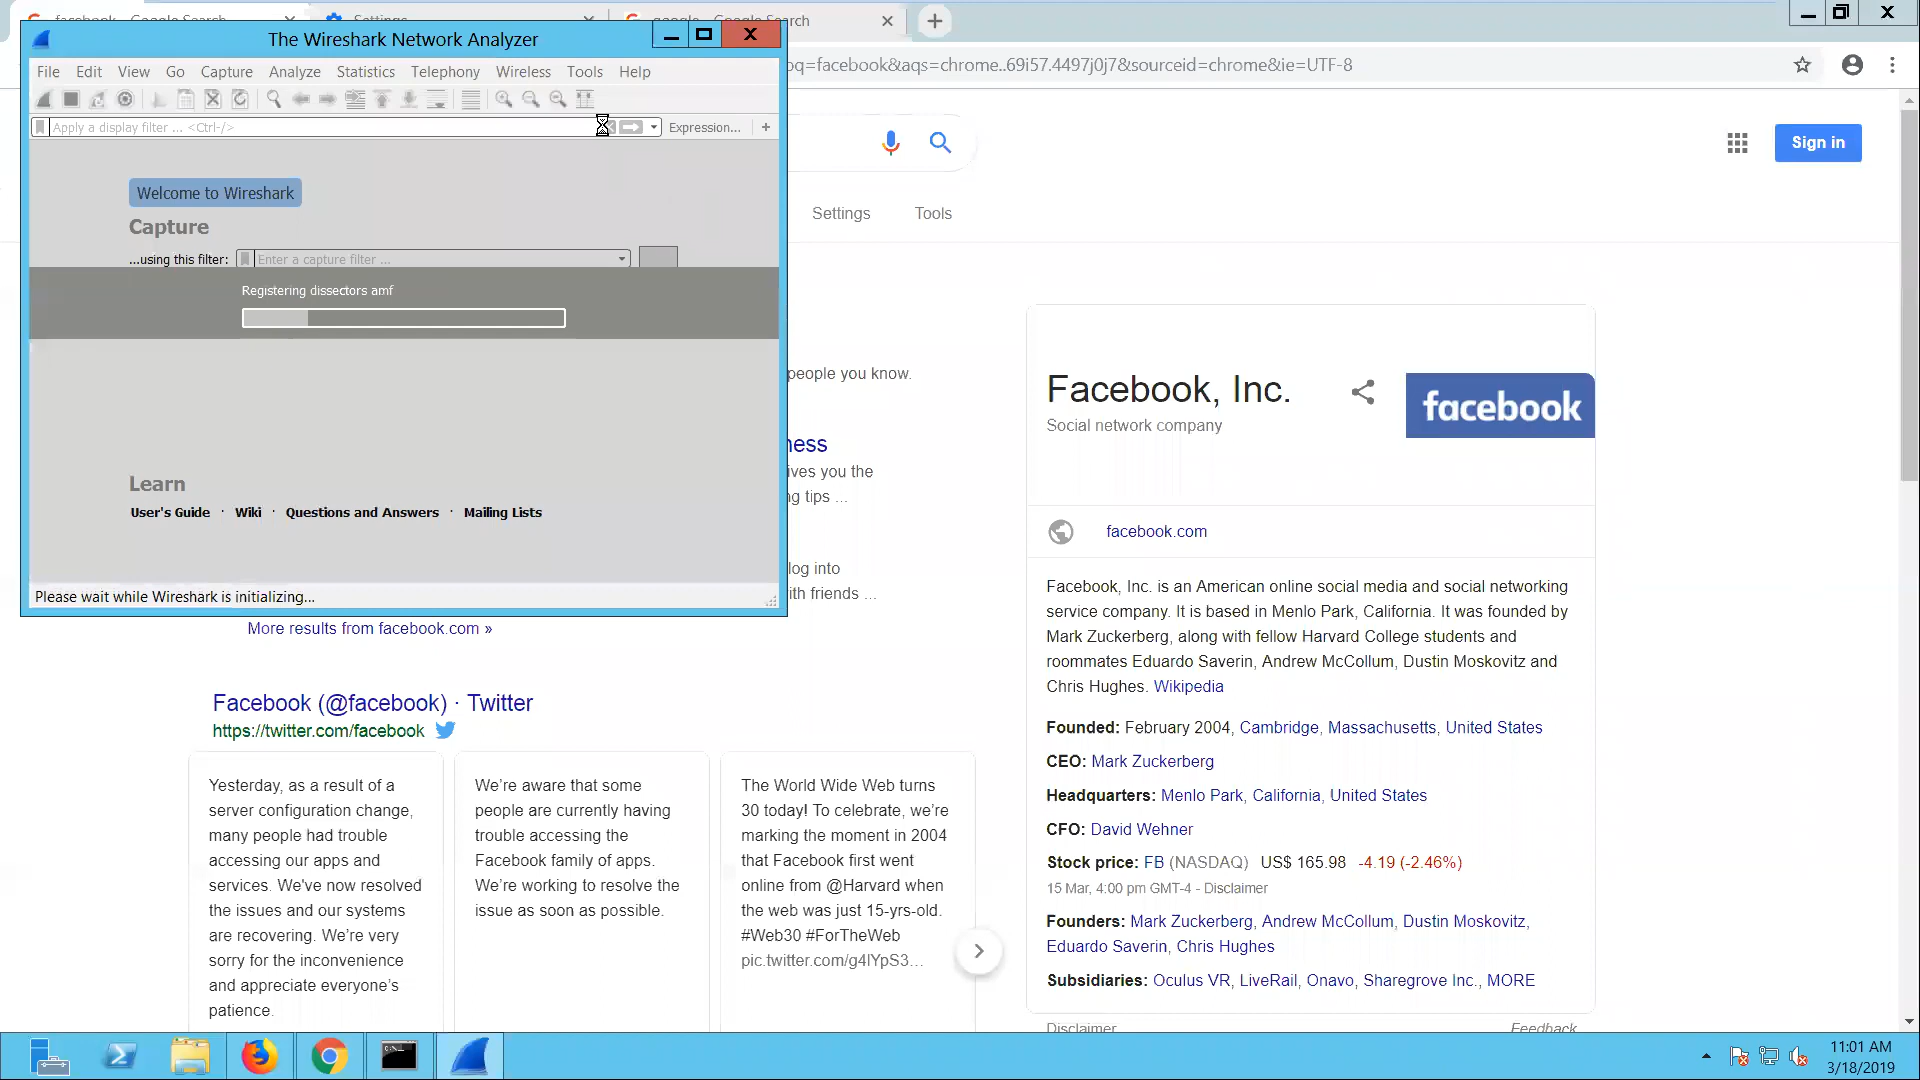 facebook - Google Search
Settings
google - Google Search
The Wireshark Network Analyzer
File Edit View Go Capture Analyze Statistics Telephony Wireless Tools Help
oq=facebook&aqs=chrome..69i57.4497j0j7&sourceid=chrome&ie=UTF-8
Apply a display filter ... <Ctrl-/>
Expression...
Sign in
Welcome to Wireshark
Capture
...using this filter: Enter a capture filter ...
Settings Tools
Registering dissectors amf
people you know.
ness
ives you the
ng tips ...
Learn
User's Guide · Wiki · Questions and Answers · Mailing Lists
log into
ith friends ...
Please wait while Wireshark is initializing...
More results from facebook.com »
Facebook (@facebook) · Twitter
https://twitter.com/facebook
Yesterday, as a result of a
server configuration change,
many people had trouble
accessing our apps and
services. We've now resolved
the issues and our systems
are recovering. We're very
sorry for the inconvenience
and appreciate everyone's
patience.
We're aware that some
people are currently having
trouble accessing the
Facebook family of apps.
We're working to resolve the
issue as soon as possible.
The World Wide Web turns
30 today! To celebrate, we're
marking the moment in 2004
that Facebook first went
online from @Harvard when
the web was just 15-yrs-old.
#Web30 #ForTheWeb
pic.twitter.com/g4lYpS3...
Facebook, Inc.
Social network company
facebook
facebook.com
Facebook, Inc. is an American online social media and social networking
service company. It is based in Menlo Park, California. It was founded by
Mark Zuckerberg, along with fellow Harvard College students and
roommates Eduardo Saverin, Andrew McCollum, Dustin Moskovitz and
Chris Hughes. Wikipedia
Founded: February 2004, Cambridge, Massachusetts, United States
CEO: Mark Zuckerberg
Headquarters: Menlo Park, California, United States
CFO: David Wehner
Stock price: FB (NASDAQ) US$ 165.98 -4.19 (-2.46%)
15 Mar, 4:00 pm GMT-4 - Disclaimer
Founders: Mark Zuckerberg, Andrew McCollum, Dustin Moskovitz,
Eduardo Saverin, Chris Hughes
Subsidiaries: Oculus VR, LiveRail, Onavo, Sharegrove Inc., MORE
Disclaimer
Feedback
11:01 AM
3/18/2019